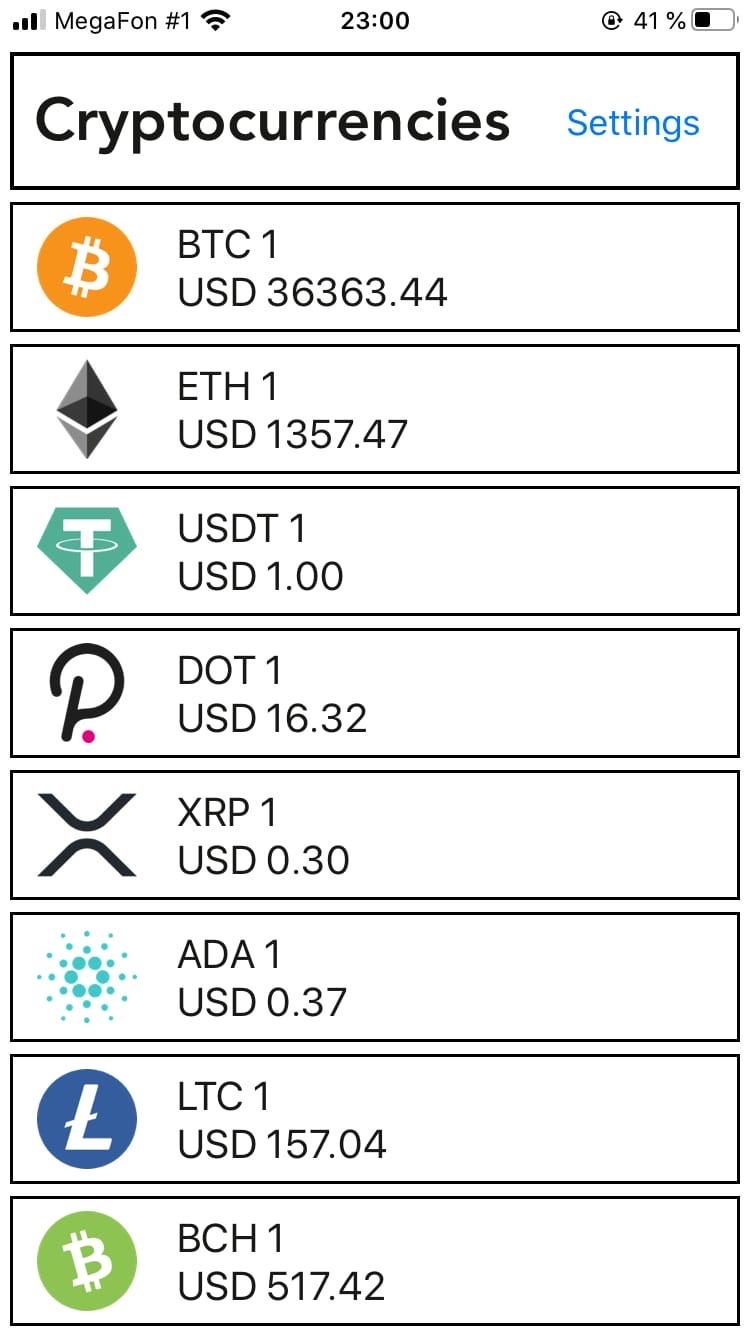 MegaFon #1 23:00 41 %
Cryptocurrencies Settings
BTC 1
USD 36363.44
ETH 1
USD 1357.47
USDT 1
USD 1.00
DOT 1
USD 16.32
XRP 1
USD 0.30
ADA 1
USD 0.37
LTC 1
USD 157.04
BCH 1
USD 517.42